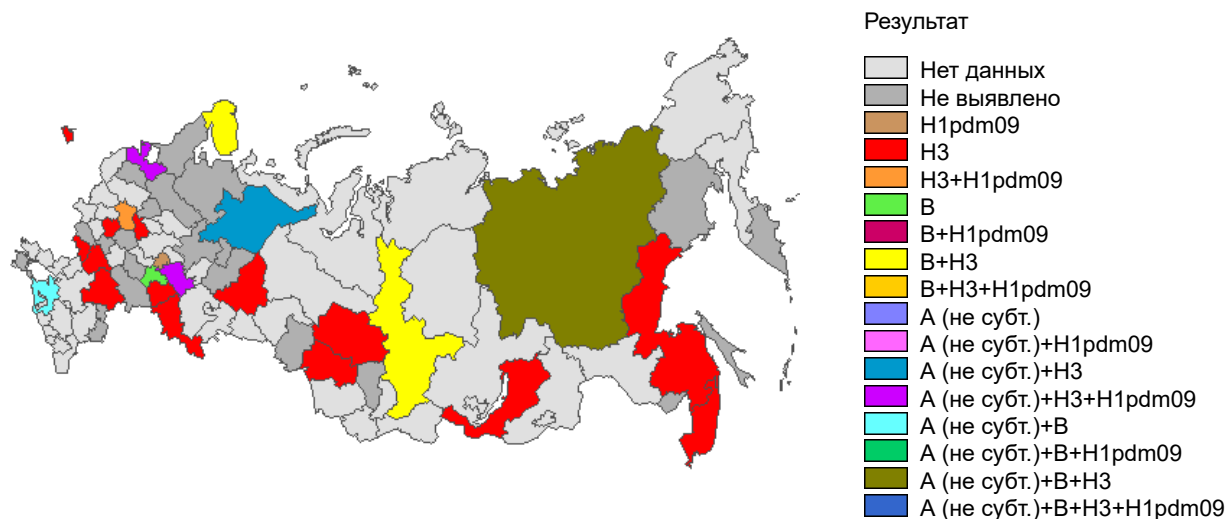 Результат
Нет данных
Не выявлено
H1pdm09
H3
H3+H1pdm09
B
B+H1pdm09
B+H3
B+H3+H1pdm09
А (не субт.)
А (не субт.)+H1pdm09
А (не субт.)+H3
А (не субт.)+H3+H1pdm09
А (не субт.)+B
А (не субт.)+B+H1pdm09
А (не субт.)+B+H3
А (не субт.)+B+H3+H1pdm09